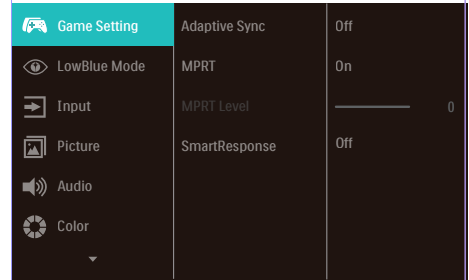 Game Setting Adaptive Sync Off
LowBlue Mode MPRT On
Input MPRT Level 0
Picture SmartResponse Off
Audio
Color